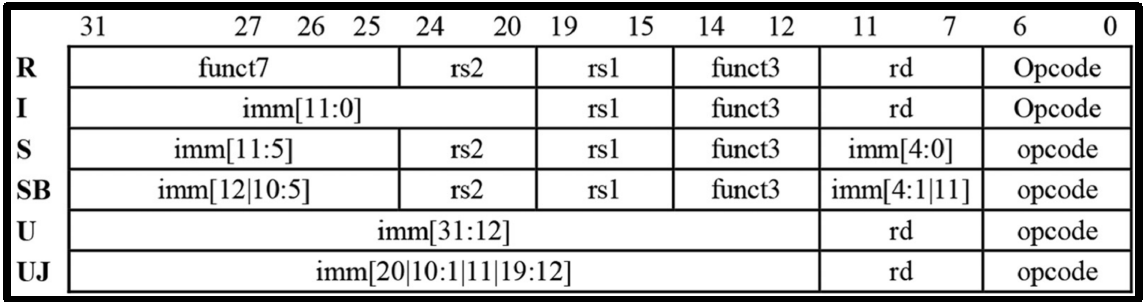 31 27 26 25 24 20 19 15 14 12 11 7 6 0
R funct7 rs2 rs1 funct3 rd Opcode
I imm[11:0] rs1 funct3 rd Opcode
S imm[11:5] rs2 rs1 funct3 imm[4:0] opcode
SB imm[12|10:5] rs2 rs1 funct3 imm[4:1|11] opcode
U imm[31:12] rd opcode
UJ imm[20|10:1|11|19:12] rd opcode